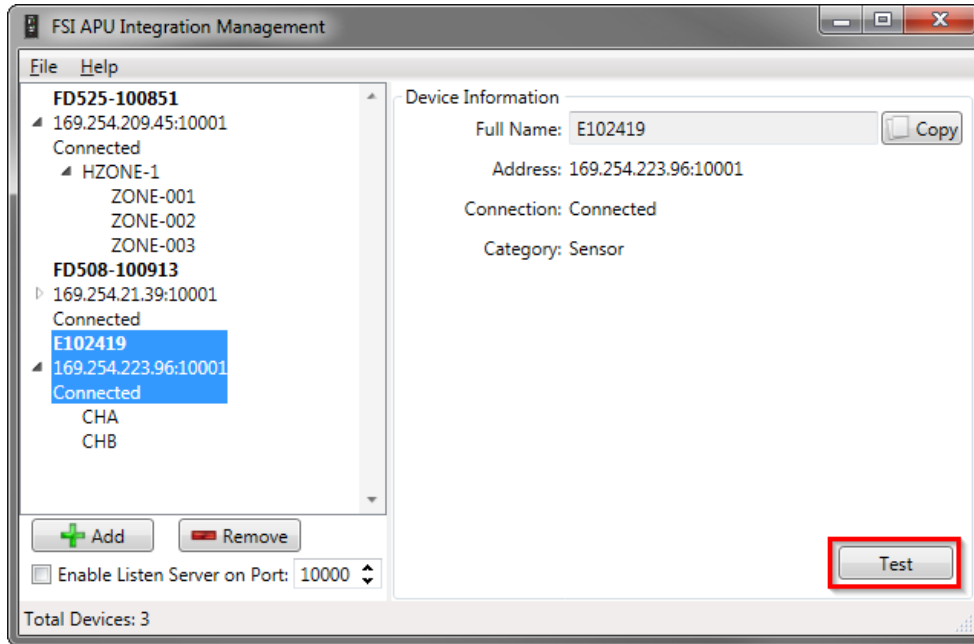 FSI APU Integration Management
File Help
FD525-100851
169.254.209.45:10001
Connected
HZONE-1
ZONE-001
ZONE-002
ZONE-003
FD508-100913
169.254.21.39:10001
Connected
E102419
169.254.223.96:10001
Connected
CHA
CHB
Add Remove
Enable Listen Server on Port: 10000
Device Information
Full Name: E102419 Copy
Address: 169.254.223.96:10001
Connection: Connected
Category: Sensor
Test
Total Devices: 3